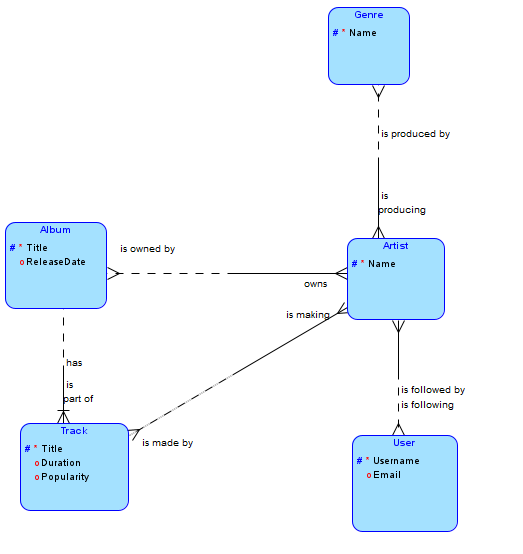 Genre
# * Name
is produced by
is
producing
Album
# * Title
o ReleaseDate
is owned by
owns
Artist
# * Name
is making
has
is
part of
is followed by
is following
Track
# * Title
o Duration
o Popularity
is made by
User
# * Username
o Email